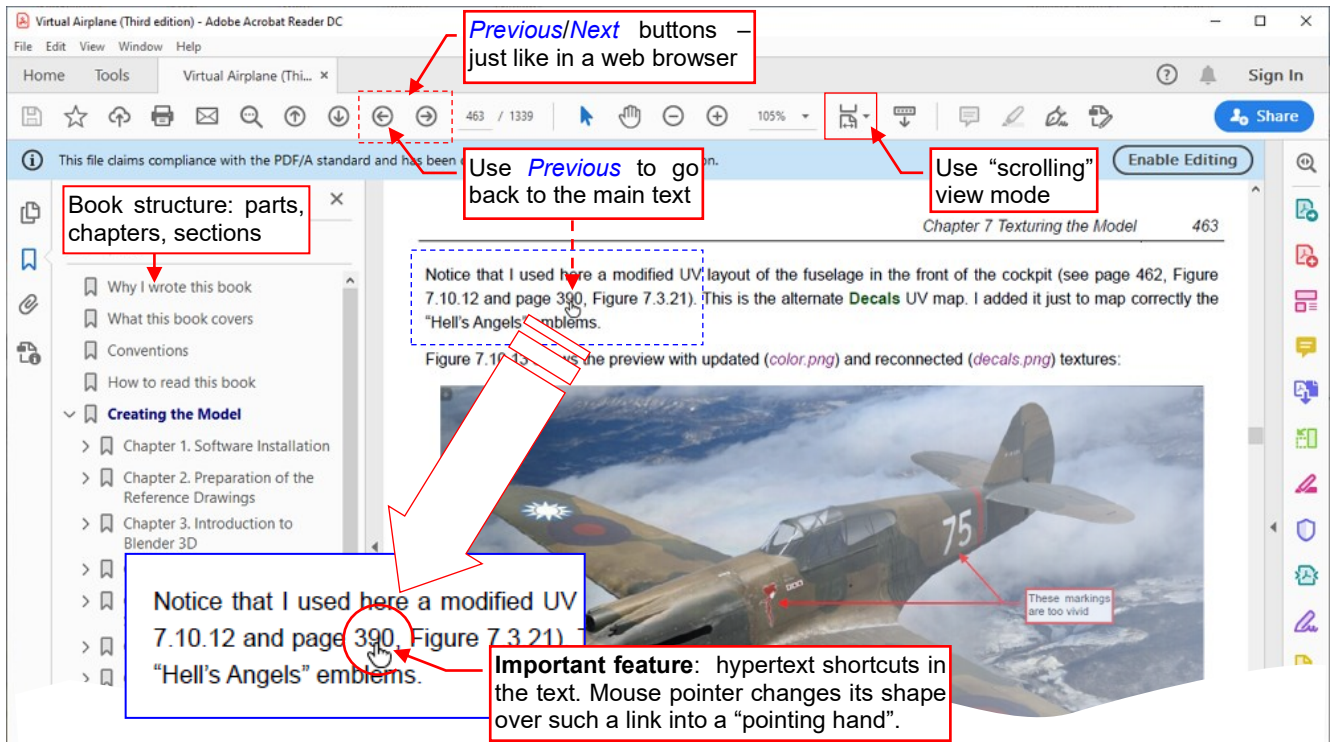 Virtual Airplane (Third edition) - Adobe Acrobat Reader DC
File Edit View Window Help
Home Tools Virtual Airplane (Thi... × Sign In
Previous/Next buttons –
just like in a web browser
463 / 1339 105% Share
This file claims compliance with the PDF/A standard and has been on. Enable Editing
Use Previous to go
back to the main text
Use “scrolling”
view mode
Book structure: parts,
chapters, sections
Why I wrote this book
What this book covers
Conventions
How to read this book
Creating the Model
Chapter 1. Software Installation
Chapter 2. Preparation of the
Reference Drawings
Chapter 3. Introduction to
Blender 3D
Chapter 7 Texturing the Model 463
Notice that I used here a modified UV layout of the fuselage in the front of the cockpit (see page 462, Figure
7.10.12 and page 390, Figure 7.3.21). This is the alternate Decals UV map. I added it just to map correctly the
“Hell’s Angels” emblems.
Figure 7.10.13 the preview with updated (color.png) and reconnected (decals.png) textures:
75
These markings
are too vivid
Notice that I used here a modified UV
7.10.12 and page 390, Figure 7.3.21)
“Hell’s Angels” emblems.
Important feature: hypertext shortcuts in
the text. Mouse pointer changes its shape
over such a link into a “pointing hand”.